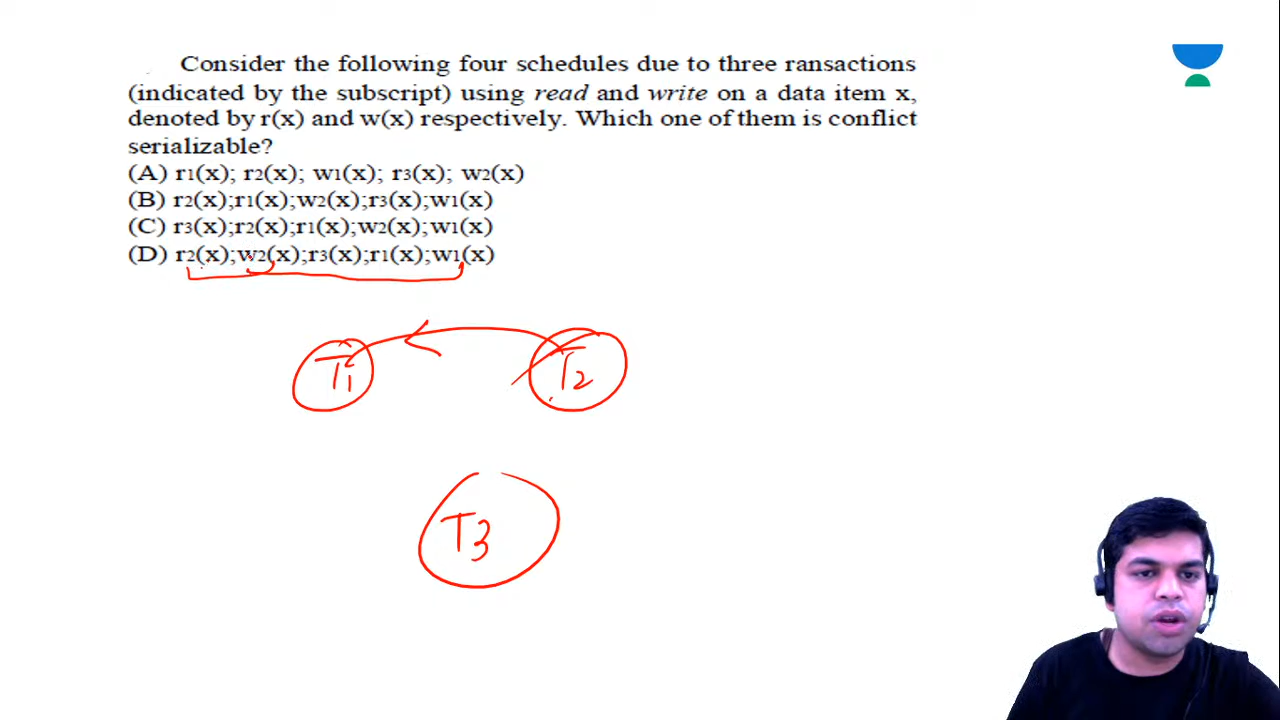 Consider the following four schedules due to three ransactions
(indicated by the subscript) using read and write on a data item x,
denoted by r(x) and w(x) respectively. Which one of them is conflict
serializable?
(A) r1(x); r2(x); w1(x); r3(x); w2(x)
(B) r2(x);r1(x);w2(x);r3(x);w1(x)
(C) r3(x);r2(x);r1(x);w2(x);w1(x)
(D) r2(x);w2(x);r3(x);r1(x);w1(x)
T1 T2
T3